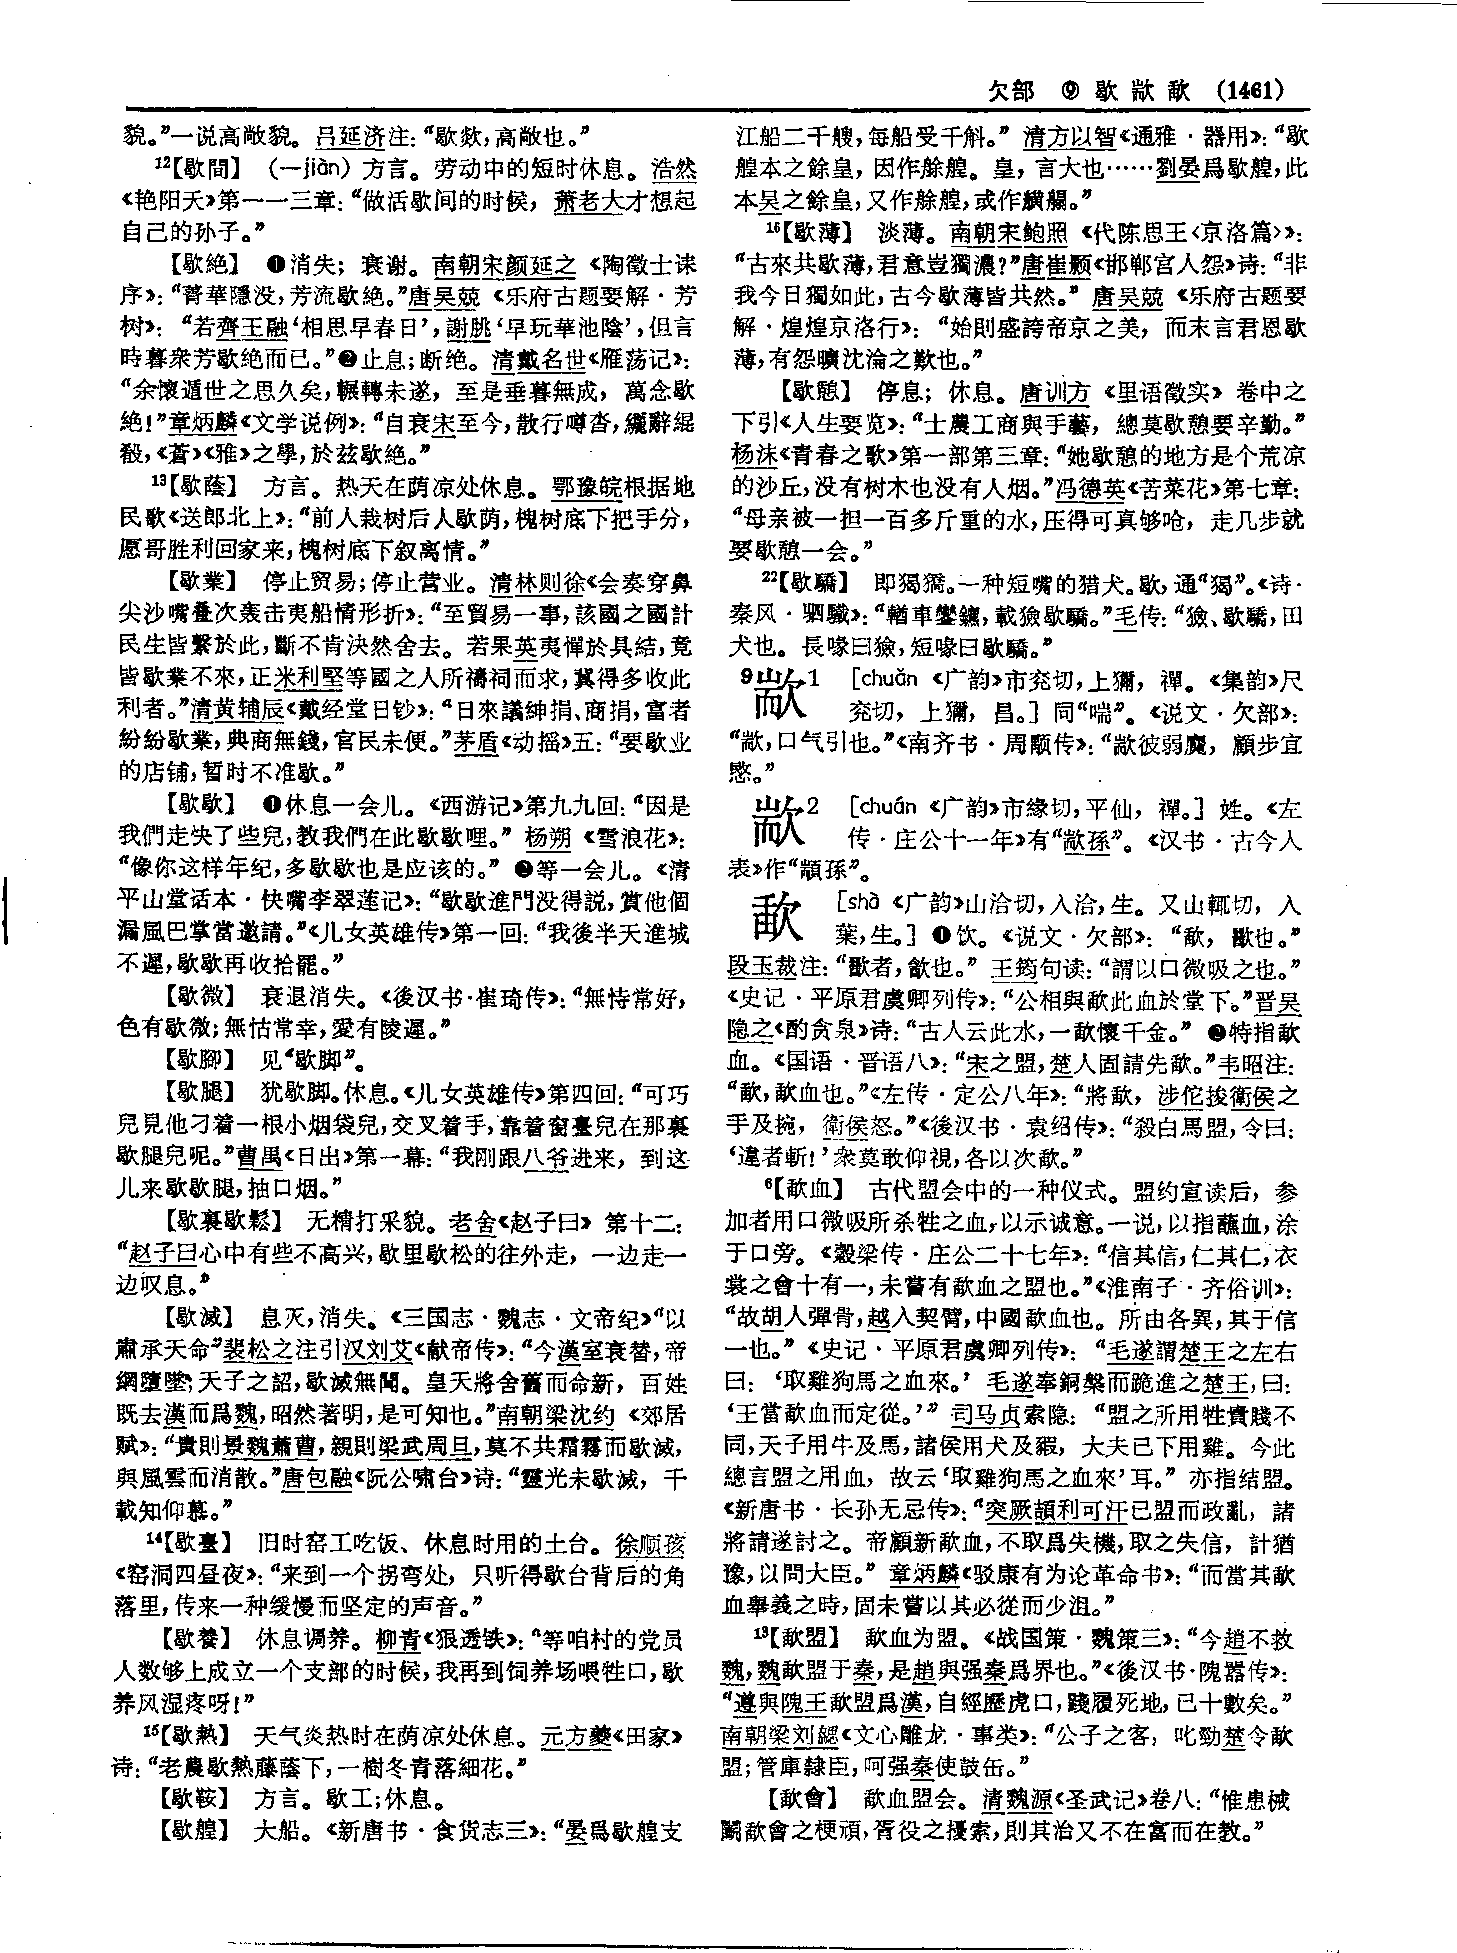 欠部 ⑨ 歇歂歃 (1461)
貌。”一说高敞貌。吕延济注：“歇欻，高敞也。”
12【歇間】 (—jiàn) 方言。劳动中的短时休息。浩然
《艳阳天》第一一三章：“做活歇间的时候，萧老大才想起
自己的孙子。”
【歇絶】 ❶消失；衰谢。南朝宋颜延之《陶徵士诔
序》：“菁華隱没，芳流歇絶。”唐吴兢《乐府古题要解·芳
树》：“若齊王融‘相思早春日’，謝朓‘早玩華池陰’，但言
時暮衆芳歇絶而已。”❷止息；断绝。清戴名世《雁荡记》：
“余懷遁世之思久矣，輾轉未遂，至是垂暮無成，萬念歇
絶！”章炳麟《文学说例》：“自衰宋至今，散行噂沓，儷辭緄
殽，《蒼》《雅》之學，於兹歇絶。”
13【歇蔭】 方言。热天在荫凉处休息。鄂豫皖根据地
民歌《送郎北上》：“前人栽树后人歇荫，槐树底下把手分，
愿哥胜利回家来，槐树底下叙离情。”
【歇業】 停止贸易；停止营业。清林则徐《会奏穿鼻
尖沙嘴叠次轰击夷船情形折》：“至貿易一事，該國之國計
民生皆繫於此，斷不肯決然舍去。若果英夷憚於具結，竟
皆歇業不來，正米利堅等國之人所禱祠而求，冀得多收此
利者。”清黄辅辰《戴经堂日钞》：“日來議紳捐、商捐，富者
紛紛歇業，典商無錢，官民未便。”茅盾《动摇》五：“要歇业
的店铺，暂时不准歇。”
【歇歇】 ❶休息一会儿。《西游记》第九九回：“因是
我們走快了些兒，教我們在此歇歇哩。”杨朔《雪浪花》：
“像你这样年纪，多歇歇也是应该的。” ❷等一会儿。《清
平山堂话本·快嘴李翠莲记》：“歇歇進門没得説，賞他個
漏風巴掌當邀請。”《儿女英雄传》第一回：“我後半天進城
不遲，歇歇再收拾罷。”
【歇微】 衰退消失。《後汉书·崔琦传》：“無恃常好，
色有歇微；無怙常幸，愛有陵遲。”
【歇腳】 见“歇脚”。
【歇腿】 犹歇脚。休息。《儿女英雄传》第四回：“可巧
兒見他刁着一根小烟袋兒，交叉着手，靠着窗臺兒在那裏
歇腿兒呢。”曹禺《日出》第一幕：“我刚跟八爷进来，到这
儿来歇歇腿，抽口烟。”
【歇裏歇鬆】 无精打采貌。老舍《赵子曰》第十二：
“赵子曰心中有些不高兴，歇里歇松的往外走，一边走一
边叹息。”
【歇滅】 息灭，消失。《三国志·魏志·文帝纪》“以
肅承天命”裴松之注引汉刘艾《献帝传》：“今漢室衰替，帝
綱墮墜，天子之詔，歇滅無聞。皇天將舍舊而命新，百姓
既去漢而爲魏，昭然著明，是可知也。”南朝梁沈约《郊居
赋》：“貴則景魏蕭曹，親則梁武周旦，莫不共霜霧而歇滅，
與風雲而消散。”唐包融《阮公啸台》诗：“靈光未歇滅，千
載知仰慕。”
14【歇臺】 旧时窑工吃饭、休息时用的土台。徐顺孩
《窑洞四昼夜》：“来到一个拐弯处，只听得歇台背后的角
落里，传来一种缓慢而坚定的声音。”
【歇養】 休息调养。柳青《狠透铁》：“等咱村的党员
人数够上成立一个支部的时候，我再到饲养场喂牲口，歇
养风湿疼呀！”
15【歇熱】 天气炎热时在荫凉处休息。元方夔《田家》
诗：“老農歇熱藤蔭下，一樹冬青落細花。”
【歇鞍】 方言。歇工；休息。
【歇艎】 大船。《新唐书·食货志三》：“晏爲歇艎支
江船二千艘，每船受千斛。”清方以智《通雅·器用》：“歇
艎本之餘皇，因作艅艎。皇，言大也……劉晏爲歇艎，此
本吴之餘皇，又作艅艎，或作艬䑶。”
16【歇薄】 淡薄。南朝宋鲍照《代陈思王〈京洛篇〉》：
“古來共歇薄，君意豈獨濃？”唐崔颢《邯郸宫人怨》诗：“非
我今日獨如此，古今歇薄皆共然。”唐吴兢《乐府古题要
解·煌煌京洛行》：“始則盛誇帝京之美，而末言君恩歇
薄，有怨曠沈淪之歎也。”
【歇憩】 停息；休息。唐训方《里语徵实》卷中之
下引《人生要览》：“士農工商與手藝，總莫歇憩要辛勤。”
杨沫《青春之歌》第一部第三章：“她歇憩的地方是个荒凉
的沙丘，没有树木也没有人烟。”冯德英《苦菜花》第七章：
“母亲被一担一百多斤重的水，压得可真够呛，走几步就
要歇憩一会。”
22【歇驕】 即猲獢。一种短嘴的猎犬。歇，通“猲”。《诗·
秦风·驷驖》：“輶車鸞鑣，載獫歇驕。”毛传：“獫、歇驕，田
犬也。長喙曰獫，短喙曰歇驕。”
9歂1 [chuǎn《广韵》市兖切，上獮，禪。《集韵》尺
兖切，上獮，昌。] 同“喘”。《说文·欠部》：
“歂，口气引也。”《南齐书·周颙传》：“歂彼弱麑，顧步宜
愍。”
歂2 [chuán《广韵》市緣切，平仙，禪。] 姓。《左
传·庄公十一年》有“歂孫”。《汉书·古今人
表》作“顓孫”。
歃 [shà《广韵》山洽切，入洽，生。又山輒切，入
葉，生。] ❶饮。《说文·欠部》：“歃，歠也。”
段玉裁注：“歠者，㱃也。”王筠句读：“謂以口微吸之也。”
《史记·平原君虞卿列传》：“公相與歃此血於堂下。”晋吴
隐之《酌贪泉》诗：“古人云此水，一歃懷千金。” ❷特指歃
血。《国语·晋语八》：“宋之盟，楚人固請先歃。”韦昭注：
“歃，歃血也。”《左传·定公八年》：“將歃，涉佗捘衛侯之
手及捥，衛侯怒。”《後汉书·袁绍传》：“殺白馬盟，令曰：
‘違者斬！’衆莫敢仰視，各以次歃。”
6【歃血】 古代盟会中的一种仪式。盟约宣读后，参
加者用口微吸所杀牲之血，以示诚意。一说，以指蘸血，涂
于口旁。《穀梁传·庄公二十七年》：“信其信，仁其仁，衣
裳之會十有一，未嘗有歃血之盟也。”《淮南子·齐俗训》：
“故胡人彈骨，越人契臂，中國歃血也。所由各異，其于信
一也。”《史记·平原君虞卿列传》：“毛遂謂楚王之左右
曰：‘取雞狗馬之血來。’毛遂奉銅槃而跪進之楚王，曰：
‘王當歃血而定從。’”司马贞索隐：“盟之所用牲貴賤不
同，天子用牛及馬，諸侯用犬及豭，大夫已下用雞。今此
總言盟之用血，故云‘取雞狗馬之血來’耳。”亦指结盟。
《新唐书·长孙无忌传》：“突厥頡利可汗已盟而政亂，諸
將請遂討之。帝顧新歃血，不取爲失機，取之失信，計猶
豫，以問大臣。”章炳麟《驳康有为论革命书》：“而當其歃
血舉義之時，固未嘗以其必從而少沮。”
13【歃盟】 歃血为盟。《战国策·魏策三》：“今趙不救
魏，魏歃盟于秦，是趙與强秦爲界也。”《後汉书·隗嚣传》：
“遵與隗王歃盟爲漢，自經歷虎口，踐履死地，已十數矣。”
南朝梁刘勰《文心雕龙·事类》：“公子之客，叱勁楚令歃
盟；管庫隸臣，呵强秦使鼓缶。”
【歃會】 歃血盟会。清魏源《圣武记》卷八：“惟患械
鬭歃會之梗頑，胥役之擾索，則其治又不在富而在教。”